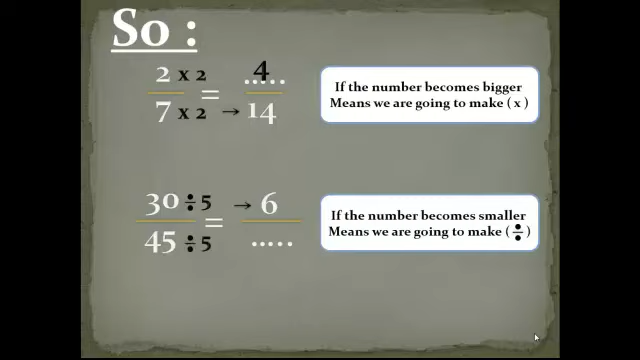 So :
2 x 2 = 4.....
7 x 2 → 14
If the number becomes bigger
Means we are going to make ( x )
30 ÷ 5 = → 6
45 ÷ 5 .....
If the number becomes smaller
Means we are going to make ( ÷ )